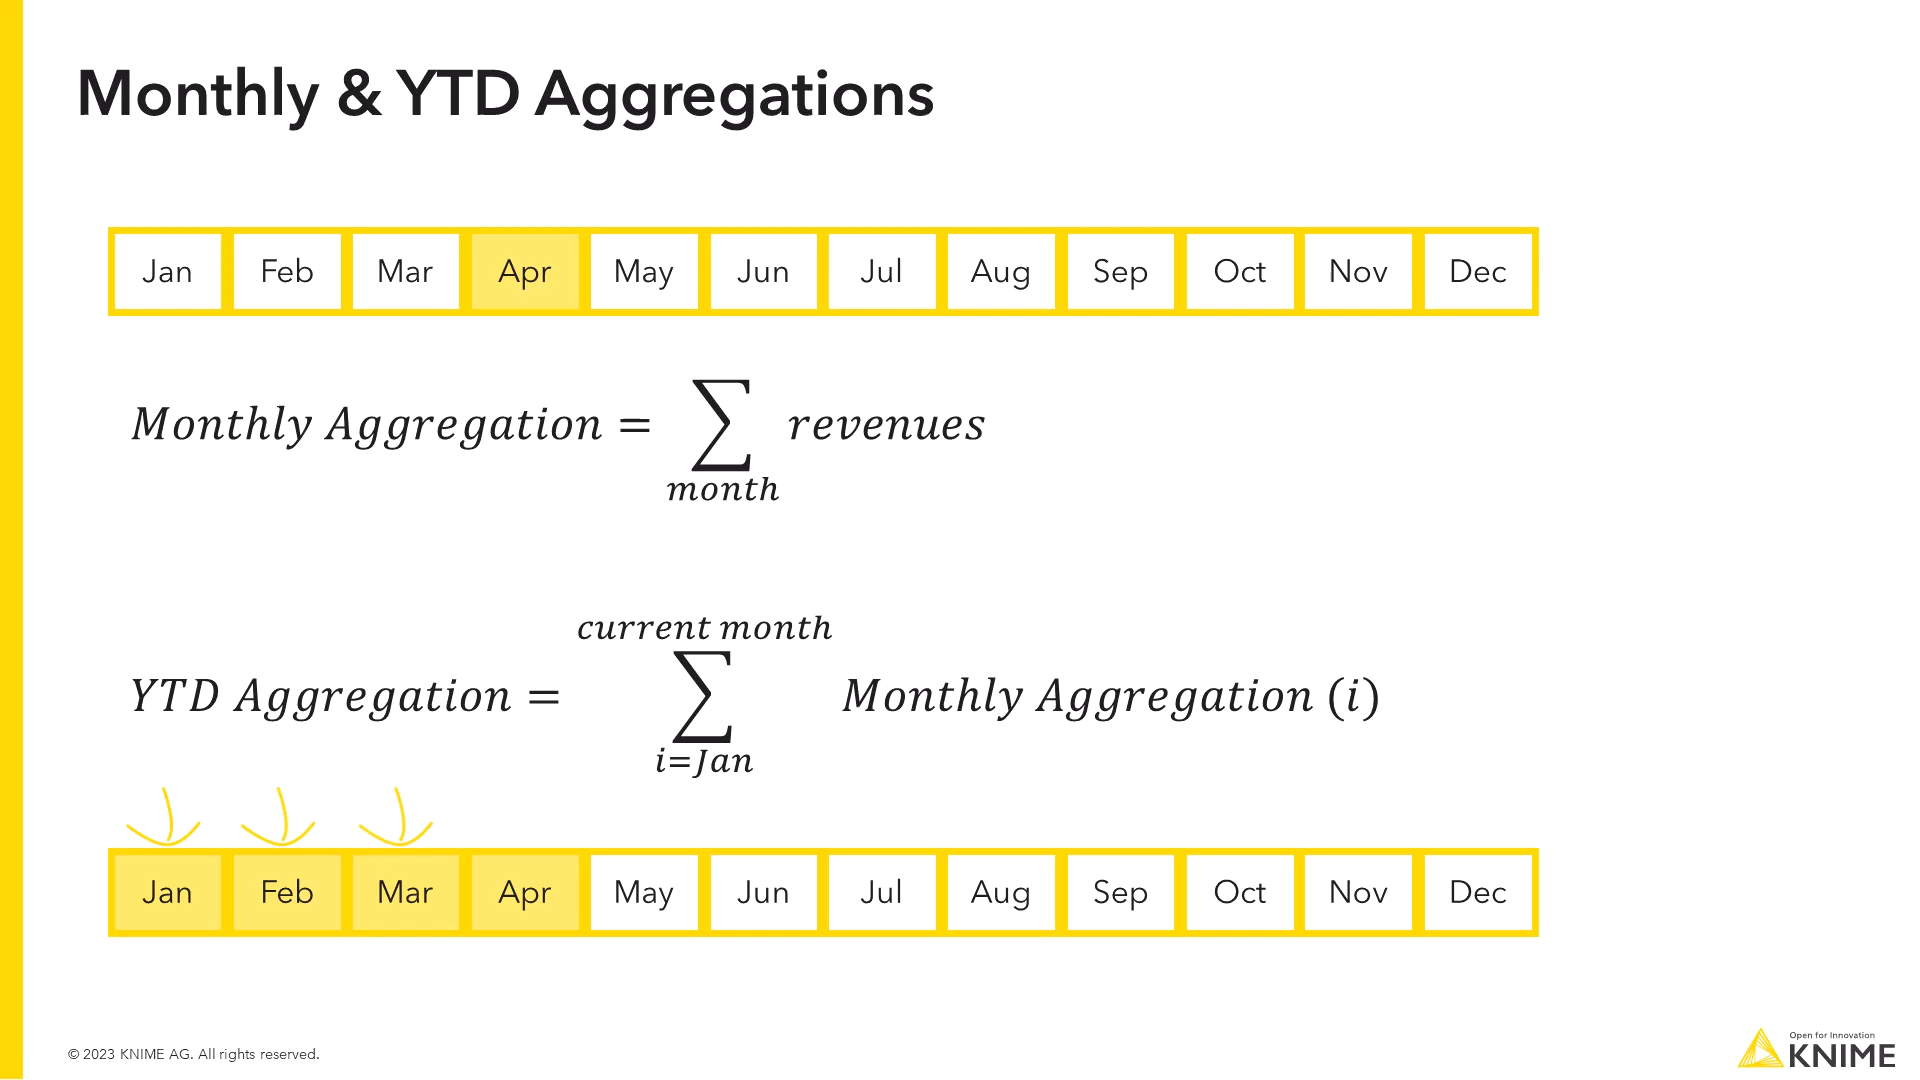 Monthly & YTD Aggregations
Jan Feb Mar Apr May Jun Jul Aug Sep Oct Nov Dec
Monthly Aggregation = ∑ revenues
month
current month
YTD Aggregation = ∑ Monthly Aggregation (i)
i=Jan
Jan Feb Mar Apr May Jun Jul Aug Sep Oct Nov Dec
© 2023 KNIME AG. All rights reserved.
Open for Innovation
KNIME